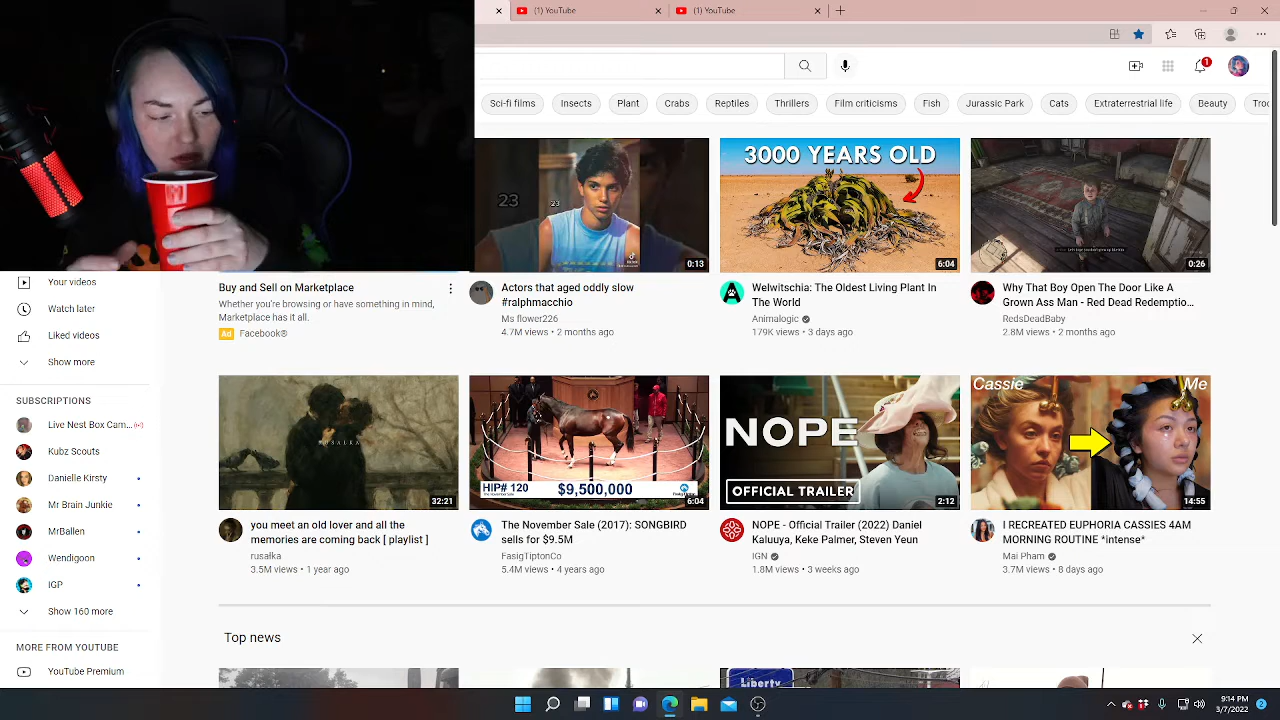 (1) YouTube
(1) YouTube
1
Sci-fi films
Insects
Plant
Crabs
Reptiles
Thrillers
Film criticisms
Fish
Jurassic Park
Cats
Extraterrestrial life
Beauty
23
23
0:13
3000 YEARS OLD
6:04
0:26
Your videos
Watch later
Liked videos
Show more
Buy and Sell on Marketplace
Whether you're browsing or have something in mind,
Marketplace has it all.
Ad Facebook®
Actors that aged oddly slow
#ralphmacchio
Ms flower226
4.7M views • 2 months ago
Welwitschia: The Oldest Living Plant In
The World
Animalogic
179K views • 3 days ago
Why That Boy Open The Door Like A
Grown Ass Man - Red Dead Redemptio...
RedsDeadBaby
2.8M views • 2 months ago
SUBSCRIPTIONS
Live Nest Box Cam...
Kubz Scouts
Danielle Kirsty
Mr Brain Junkie
MrBallen
Wendigoon
IGP
Show 160 more
MORE FROM YOUTUBE
YouTube Premium
RUSALKA
32:21
HIP# 120 $9,500,000
6:04
NOPE
OFFICIAL TRAILER
2:12
Cassie Me
14:55
you meet an old lover and all the
memories are coming back [ playlist ]
rusałka
3.5M views • 1 year ago
The November Sale (2017): SONGBIRD
sells for $9.5M
FasigTiptonCo
5.4M views • 4 years ago
NOPE - Official Trailer (2022) Daniel
Kaluuya, Keke Palmer, Steven Yeun
IGN
1.8M views • 3 weeks ago
I RECREATED EUPHORIA CASSIES 4AM
MORNING ROUTINE *intense*
Mai Pham
3.7M views • 8 days ago
Top news
Liberty
9:14 PM
3/7/2022
2